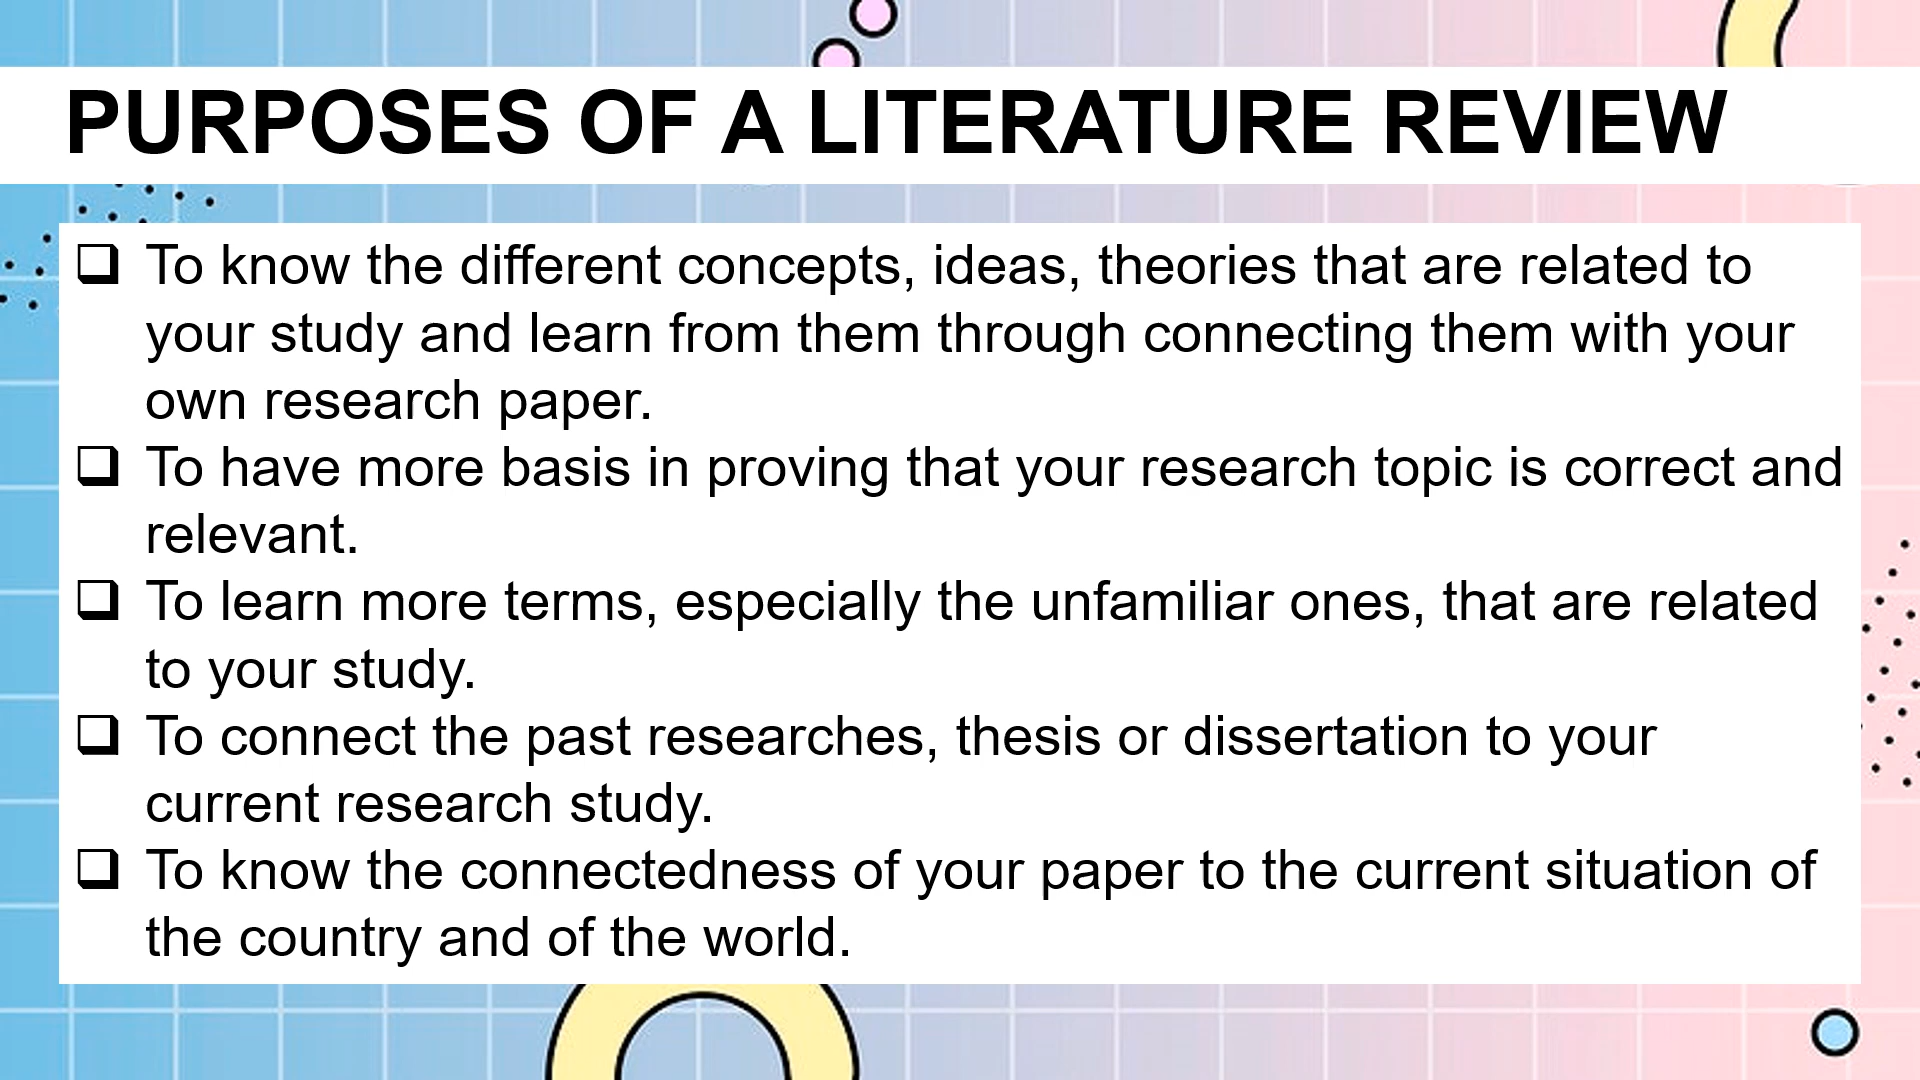 PURPOSES OF A LITERATURE REVIEW
❑ To know the different concepts, ideas, theories that are related to
your study and learn from them through connecting them with your
own research paper.
❑ To have more basis in proving that your research topic is correct and
relevant.
❑ To learn more terms, especially the unfamiliar ones, that are related
to your study.
❑ To connect the past researches, thesis or dissertation to your
current research study.
❑ To know the connectedness of your paper to the current situation of
the country and of the world.